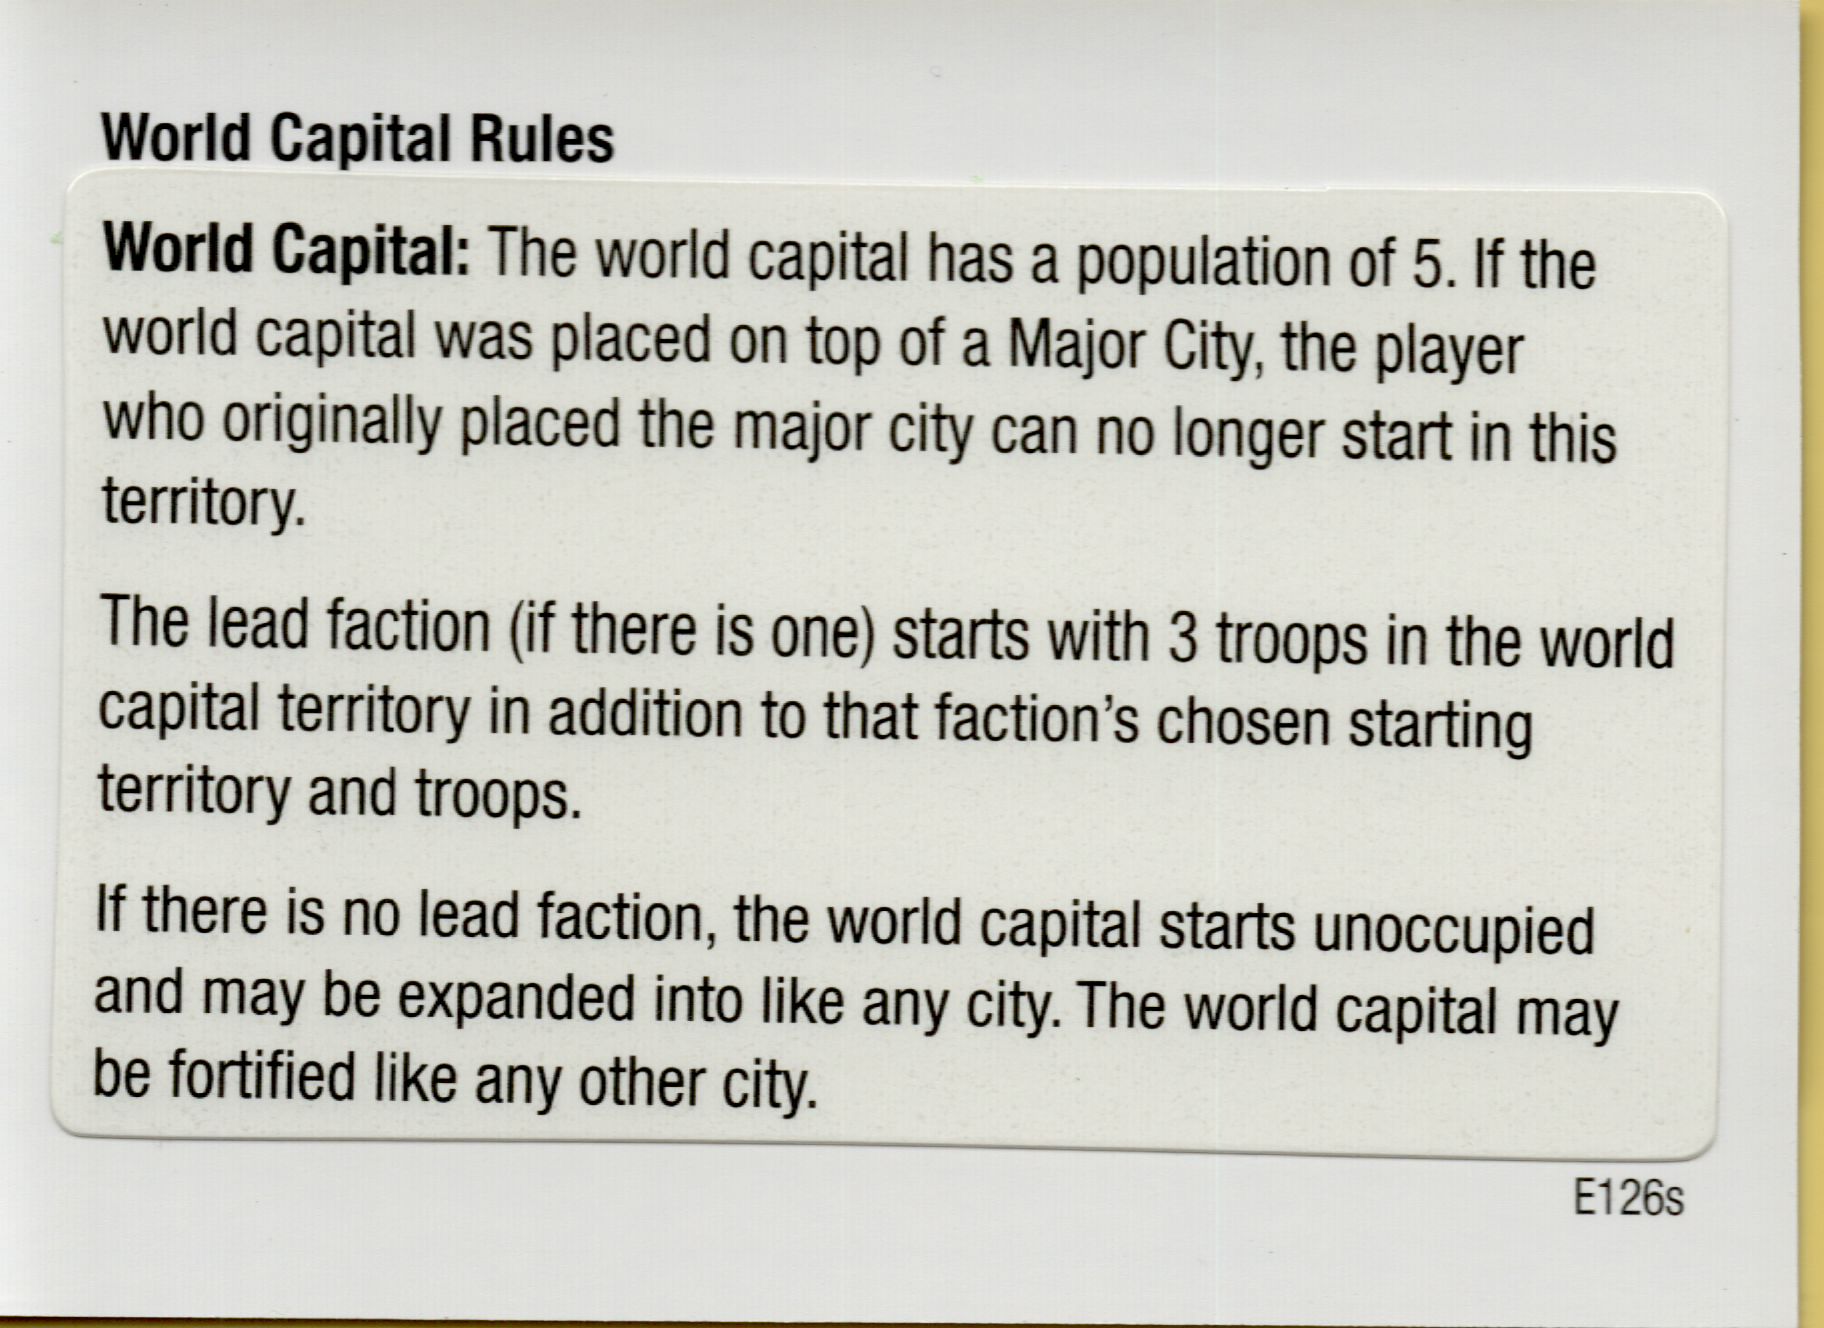 World Capital Rules
World Capital: The world capital has a population of 5. If the
world capital was placed on top of a Major City, the player
who originally placed the major city can no longer start in this
territory.
The lead faction (if there is one) starts with 3 troops in the world
capital territory in addition to that faction’s chosen starting
territory and troops.
If there is no lead faction, the world capital starts unoccupied
and may be expanded into like any city. The world capital may
be fortified like any other city.
E126s